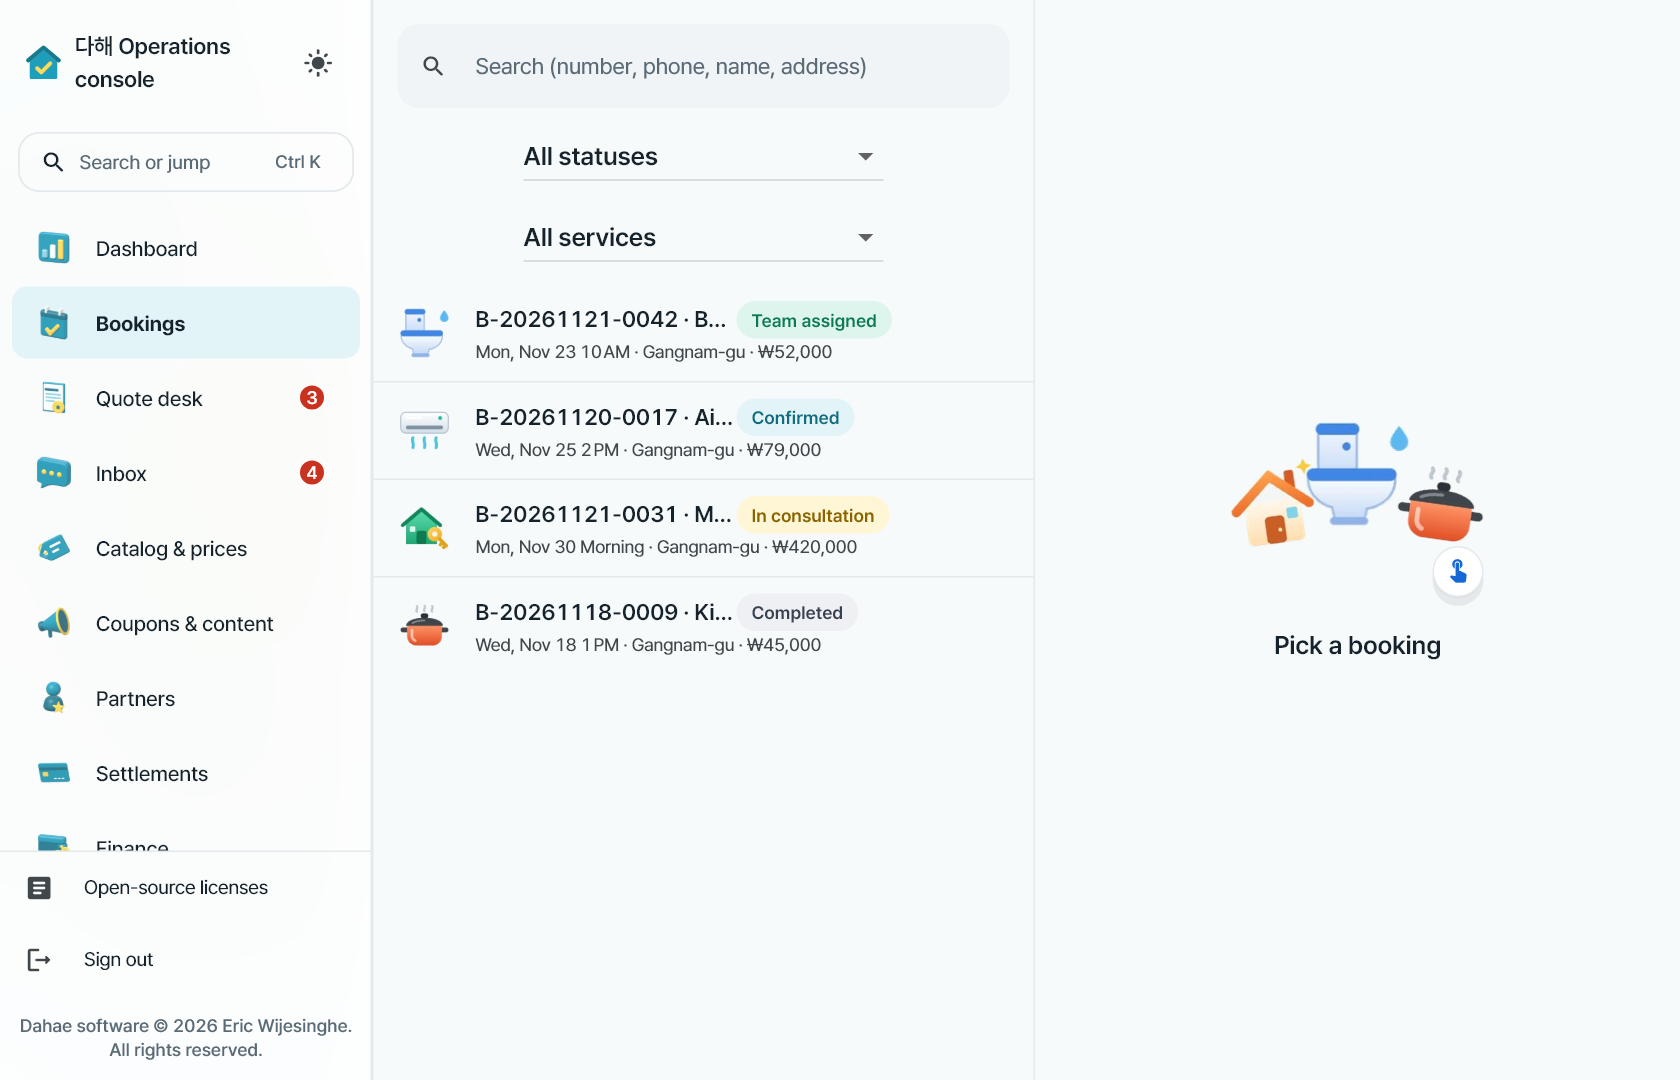 다해 Operations
console
Search or jump Ctrl K
Dashboard
Bookings
Quote desk 3
Inbox 4
Catalog & prices
Coupons & content
Partners
Settlements
Finance
Open-source licenses
Sign out
Dahae software © 2026 Eric Wijesinghe.
All rights reserved.
Search (number, phone, name, address)
All statuses
All services
B-20261121-0042 · B... Team assigned
Mon, Nov 23 10 AM · Gangnam-gu · ₩52,000
B-20261120-0017 · Ai... Confirmed
Wed, Nov 25 2 PM · Gangnam-gu · ₩79,000
B-20261121-0031 · M... In consultation
Mon, Nov 30 Morning · Gangnam-gu · ₩420,000
B-20261118-0009 · Ki... Completed
Wed, Nov 18 1 PM · Gangnam-gu · ₩45,000
Pick a booking